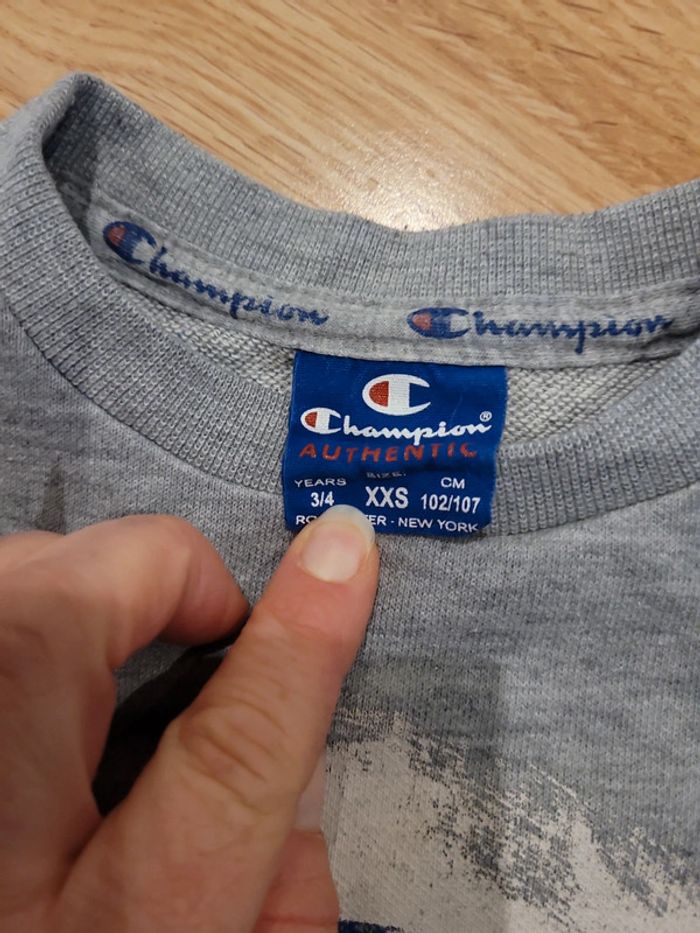 Champion
Champion
Champion®
AUTHENTIC
SIZE:
YEARS
3/4
XXS
CM
102/107
NEW YORK